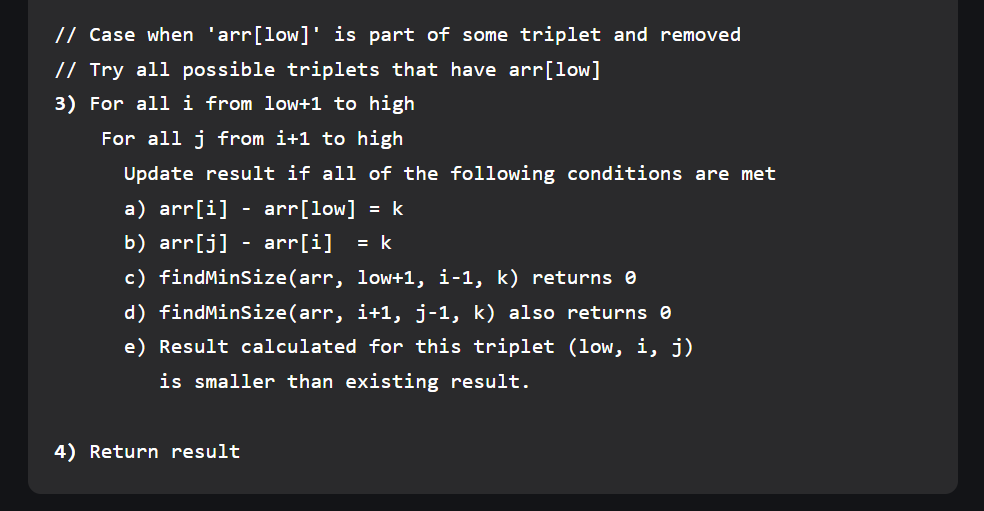 // Case when 'arr[low]' is part of some triplet and removed
// Try all possible triplets that have arr[low]
3) For all i from low+1 to high
    For all j from i+1 to high
      Update result if all of the following conditions are met
      a) arr[i] - arr[low] = k
      b) arr[j] - arr[i]  = k
      c) findMinSize(arr, low+1, i-1, k) returns 0
      d) findMinSize(arr, i+1, j-1, k) also returns 0
      e) Result calculated for this triplet (low, i, j)
         is smaller than existing result.
4) Return result